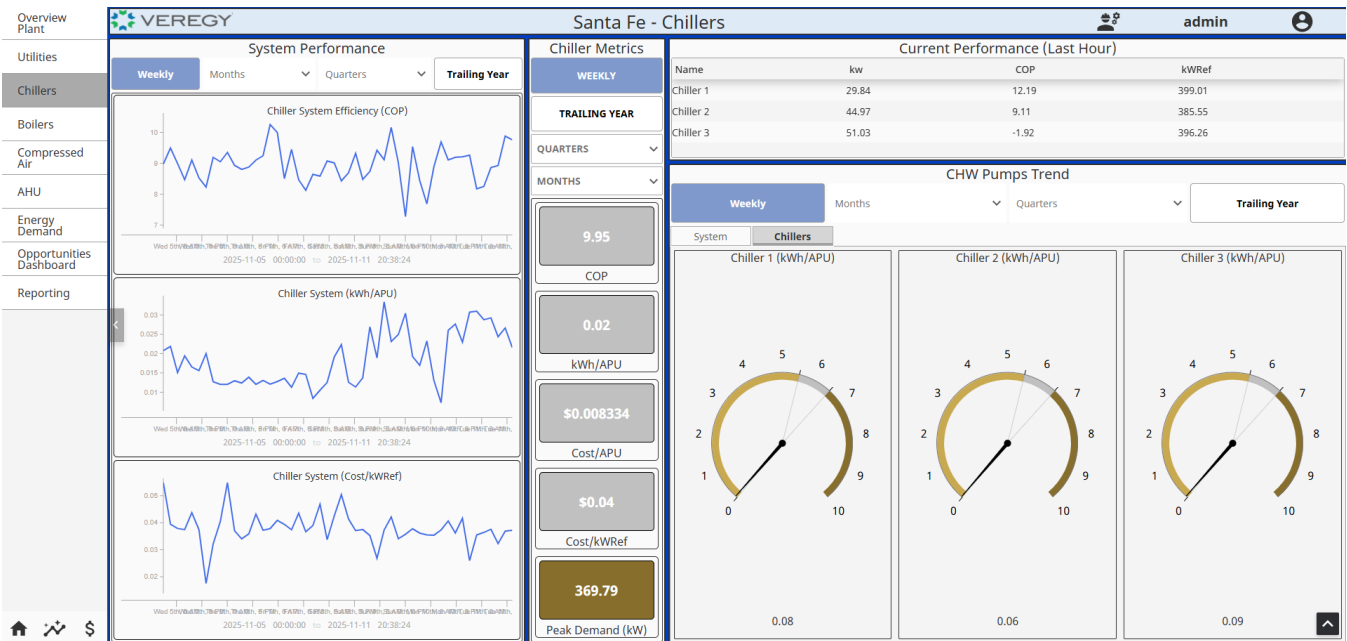 Overview
Plant
Utilities
Chillers
Boilers
Compressed
Air
AHU
Energy
Demand
Opportunities
Dashboard
Reporting
VEREGY
Santa Fe - Chillers
admin
System Performance
Weekly
Months
Quarters
Trailing Year
Chiller System Efficiency (COP)
10
9
8
7
2025-11-05 00:00:00 to 2025-11-11 20:38:24
Chiller System (kWh/APU)
0.03
0.025
0.02
0.015
0.01
2025-11-05 00:00:00 to 2025-11-11 20:38:24
Chiller System (Cost/kWRef)
0.05
0.04
0.03
0.02
2025-11-05 00:00:00 to 2025-11-11 20:38:24
Chiller Metrics
WEEKLY
TRAILING YEAR
QUARTERS
MONTHS
9.95
COP
0.02
kWh/APU
$0.008334
Cost/APU
$0.04
Cost/kWRef
369.79
Peak Demand (kW)
Current Performance (Last Hour)
Name kw COP kWRef
Chiller 1 29.84 12.19 399.01
Chiller 2 44.97 9.11 385.55
Chiller 3 51.03 -1.92 396.26
CHW Pumps Trend
Weekly
Months
Quarters
Trailing Year
System
Chillers
Chiller 1 (kWh/APU)
0 1 2 3 4 5 6 7 8 9 10
0.08
Chiller 2 (kWh/APU)
0 1 2 3 4 5 6 7 8 9 10
0.06
Chiller 3 (kWh/APU)
0 1 2 3 4 5 6 7 8 9 10
0.09
$